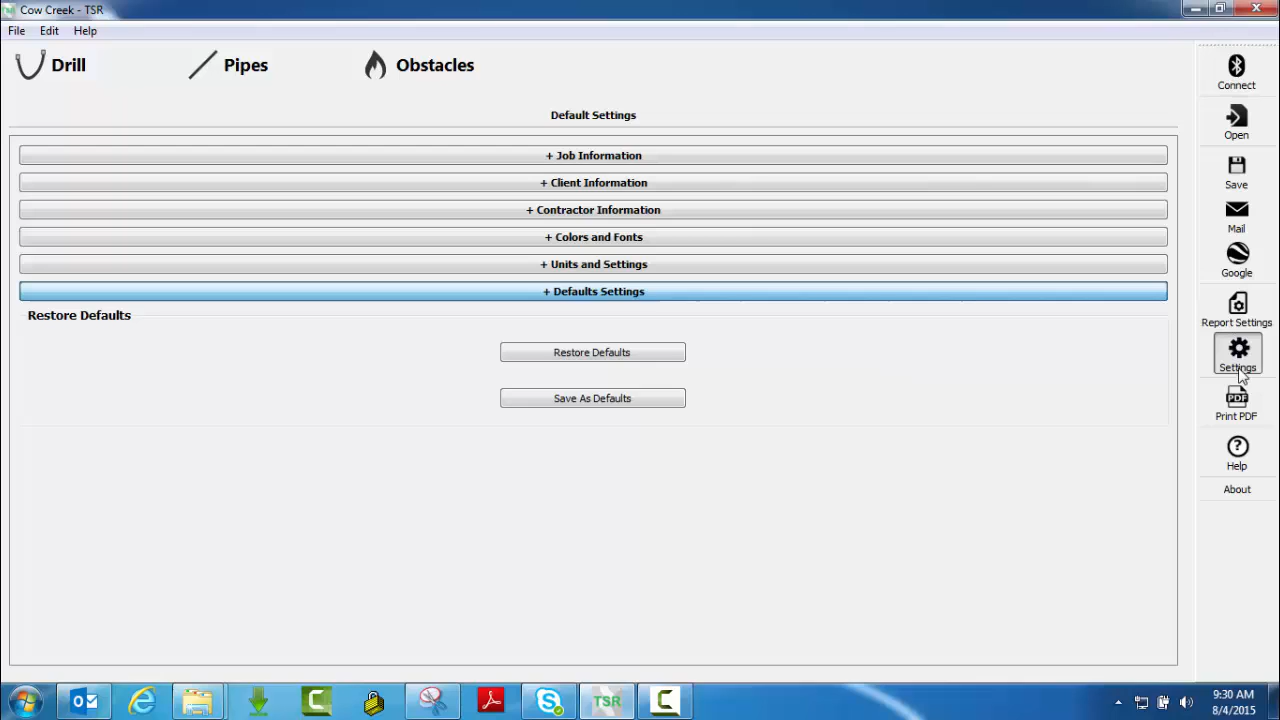 Cow Creek - TSR
File Edit Help
Drill Pipes Obstacles
Default Settings
+ Job Information
+ Client Information
+ Contractor Information
+ Colors and Fonts
+ Units and Settings
+ Defaults Settings
Restore Defaults
Restore Defaults
Save As Defaults
Connect
Open
Save
Mail
Google
Report Settings
Settings
PDF
Print PDF
?
Help
About
TSR
9:30 AM
8/4/2015